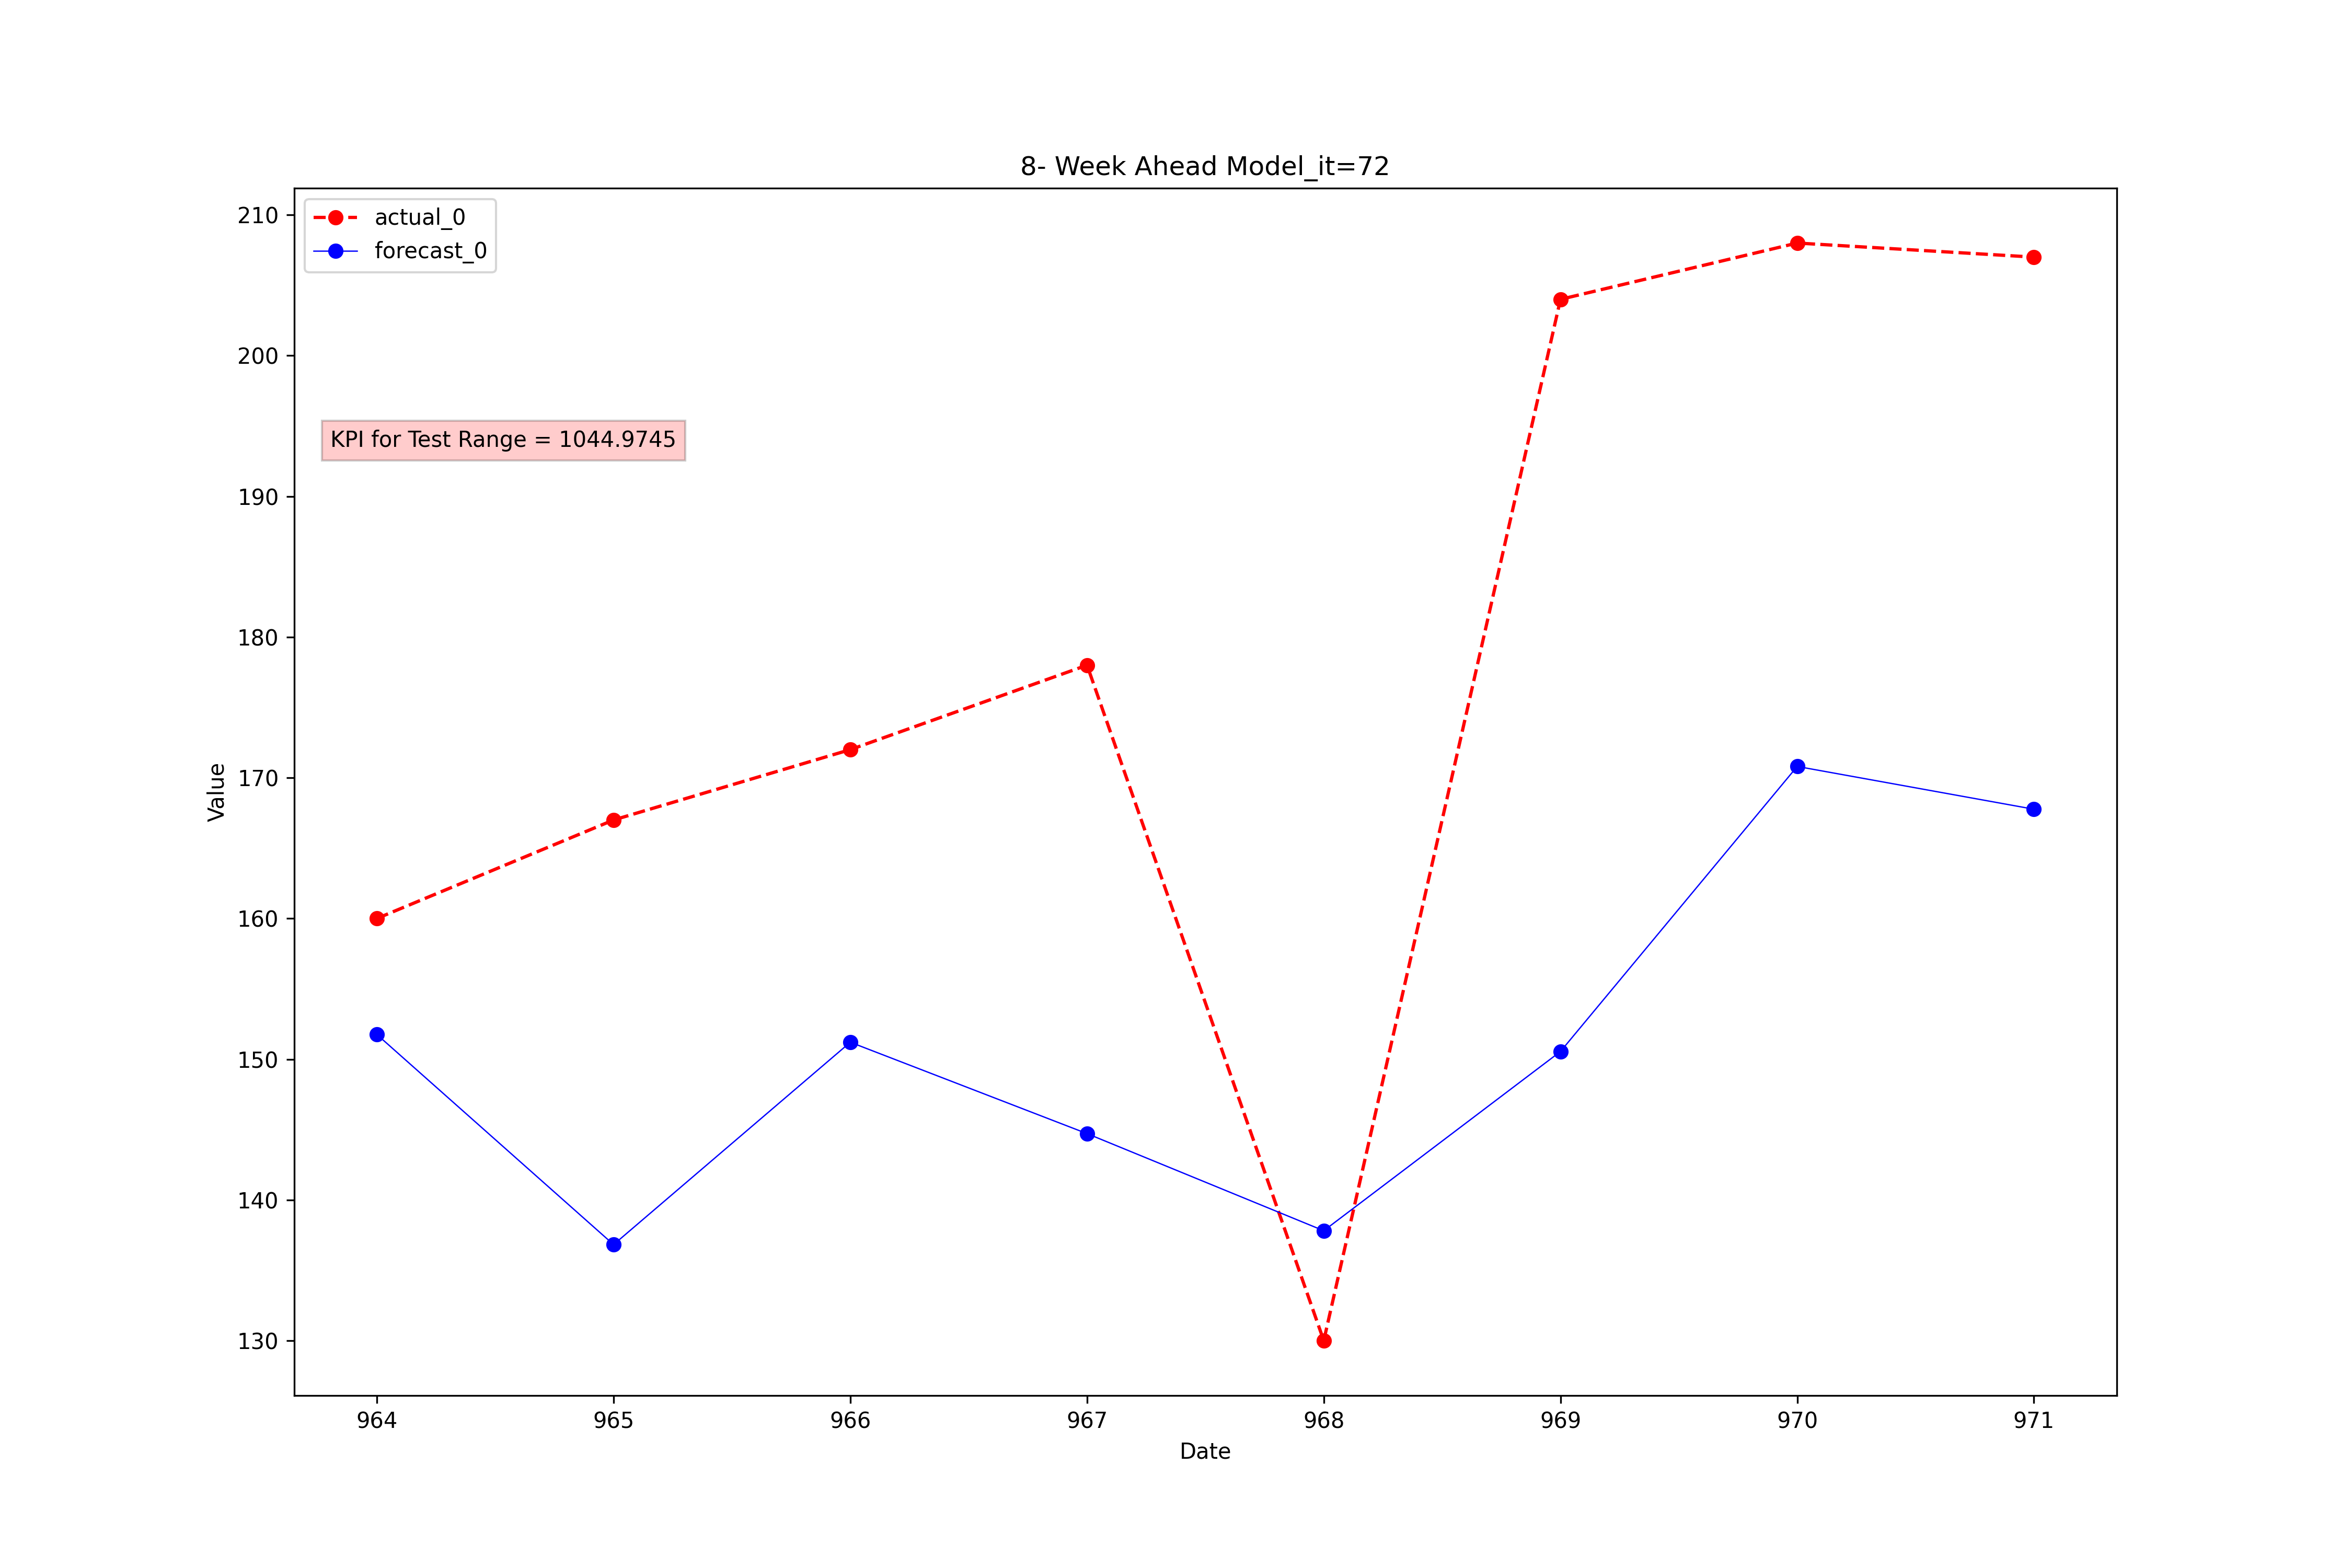 8- Week Ahead Model_it=72
actual_0
forecast_0
KPI for Test Range = 1044.9745
Value
210
200
190
180
170
160
150
140
130
964 965 966 967 968 969 970 971
Date